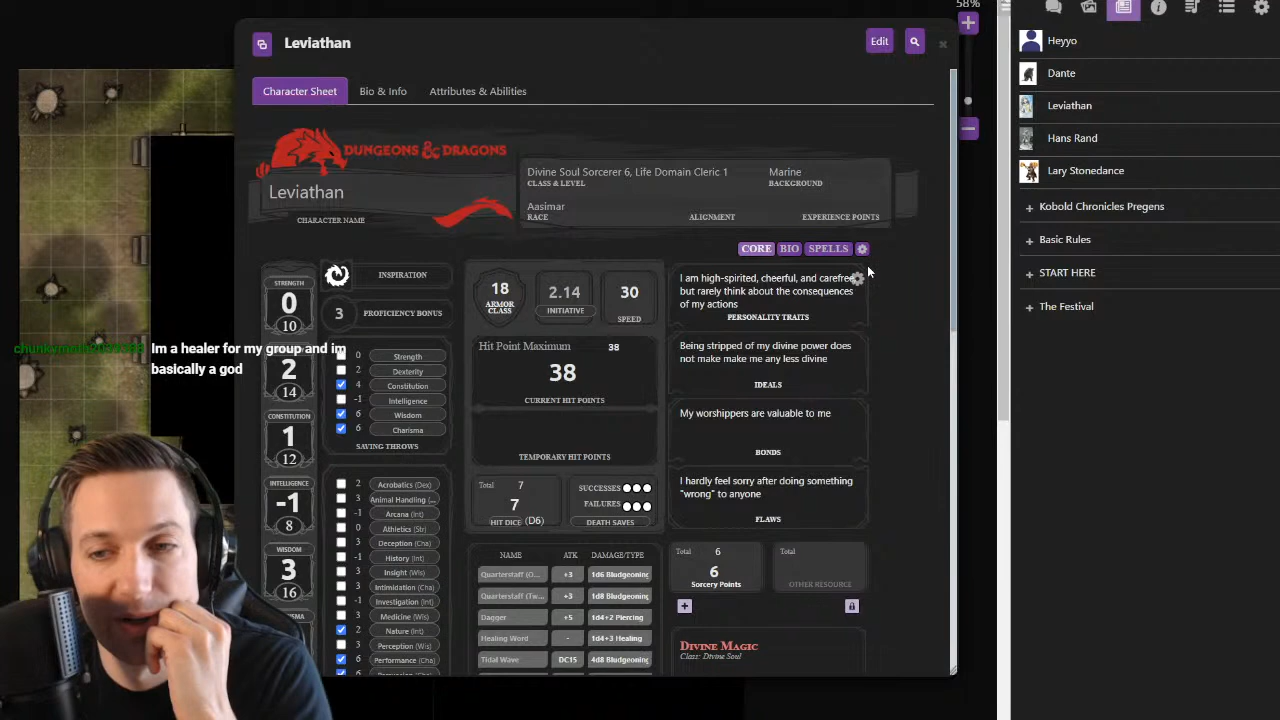 58%
Leviathan
Edit
Character Sheet
Bio & Info
Attributes & Abilities
DUNGEONS & DRAGONS
Leviathan
CHARACTER NAME
Divine Soul Sorcerer 6, Life Domain Cleric 1
CLASS & LEVEL
Marine
BACKGROUND
Aasimar
RACE
ALIGNMENT
EXPERIENCE POINTS
CORE
BIO
SPELLS
STRENGTH
0
10
2
14
CONSTITUTION
1
12
INTELLIGENCE
-1
8
WISDOM
3
16
INSPIRATION
3 PROFICIENCY BONUS
0 Strength
2 Dexterity
4 Constitution
-1 Intelligence
6 Wisdom
6 Charisma
SAVING THROWS
2 Acrobatics (Dex)
3 Animal Handling (...
-1 Arcana (Int)
0 Athletics (Str)
3 Deception (Cha)
-1 History (Int)
3 Insight (Wis)
3 Intimidation (Cha)
-1 Investigation (Int)
3 Medicine (Wis)
2 Nature (Int)
3 Perception (Wis)
6 Performance (Cha)
18
ARMOR
CLASS
2.14
INITIATIVE
30
SPEED
Hit Point Maximum 38
38
CURRENT HIT POINTS
TEMPORARY HIT POINTS
Total 7
7
HIT DICE (D6)
SUCCESSES
FAILURES
DEATH SAVES
NAME ATK DAMAGE/TYPE
Quarterstaff (O... +3 1d6 Bludgeoning
Quarterstaff (Tw... +3 1d8 Bludgeoning
Dagger +5 1d4+2 Piercing
Healing Word - 1d4+3 Healing
Tidal Wave DC15 4d8 Bludgeoning
I am high-spirited, cheerful, and carefree
but rarely think about the consequences
of my actions
PERSONALITY TRAITS
Being stripped of my divine power does
not make make me any less divine
IDEALS
My worshippers are valuable to me
BONDS
I hardly feel sorry after doing something
"wrong" to anyone
FLAWS
Total 6
6
Sorcery Points
Total
OTHER RESOURCE
DIVINE MAGIC
Class: Divine Soul
Im a healer for my group and im
basically a god
Heyyo
Dante
Leviathan
Hans Rand
Lary Stonedance
Kobold Chronicles Pregens
Basic Rules
START HERE
The Festival